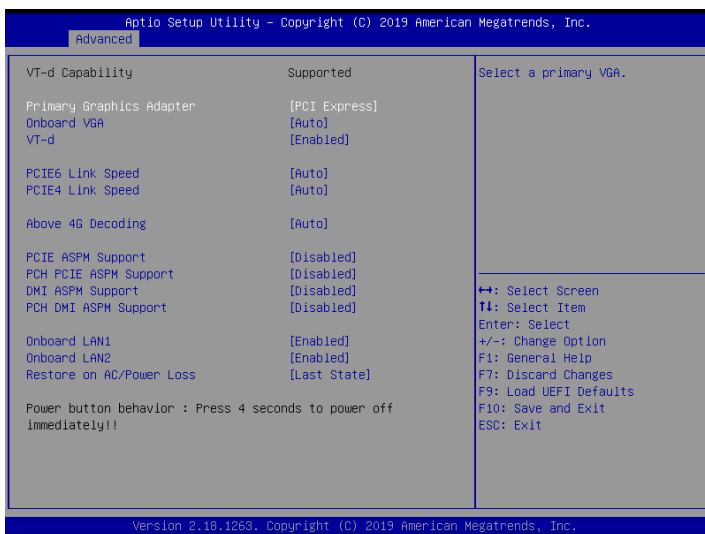 Aptio Setup Utility – Copyright (C) 2019 American Megatrends, Inc.
Advanced
VT-d Capability Supported
Primary Graphics Adapter [PCI Express]
Onboard VGA [Auto]
VT-d [Enabled]
PCIE6 Link Speed [Auto]
PCIE4 Link Speed [Auto]
Above 4G Decoding [Auto]
PCIE ASPM Support [Disabled]
PCH PCIE ASPM Support [Disabled]
DMI ASPM Support [Disabled]
PCH DMI ASPM Support [Disabled]
Onboard LAN1 [Enabled]
Onboard LAN2 [Enabled]
Restore on AC/Power Loss [Last State]
Power button behavior : Press 4 seconds to power off
immediately!!
Select a primary VGA.
↔: Select Screen
↑↓: Select Item
Enter: Select
+/-: Change Option
F1: General Help
F7: Discard Changes
F9: Load UEFI Defaults
F10: Save and Exit
ESC: Exit
Version 2.18.1263. Copyright (C) 2019 American Megatrends, Inc.